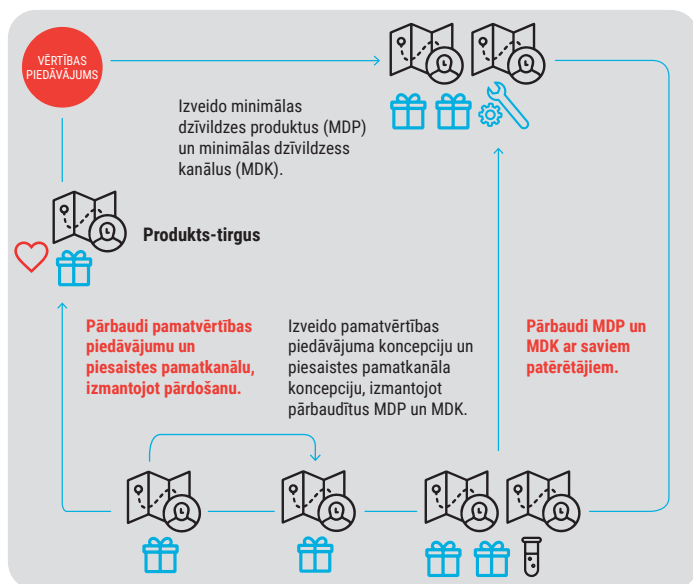 VĒRTĪBAS
PIEDĀVĀJUMS
Izveido minimālas
dzīvildzes produktus (MDP)
un minimālas dzīvildzess
kanālus (MDK).
Produkts-tirgus
Pārbaudi pamatvērtības
piedāvājumu un
piesaistes pamatkanālu,
izmantojot pārdošanu.
Izveido pamatvērtības
piedāvājuma koncepciju un
piesaistes pamatkanāla
koncepciju, izmantojot
pārbaudītus MDP un MDK.
Pārbaudi MDP un
MDK ar saviem
patērētājiem.